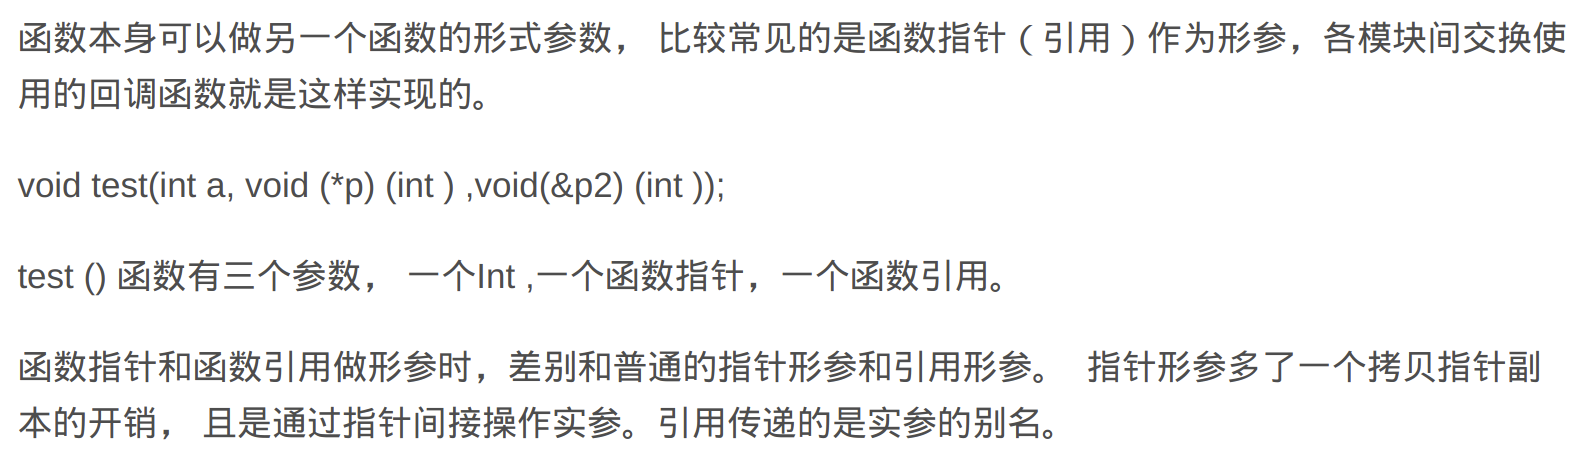 函数本身可以做另一个函数的形式参数， 比较常见的是函数指针（引用）作为形参，各模块间交换使
用的回调函数就是这样实现的。
void test(int a, void (*p) (int ) ,void(&p2) (int ));
test () 函数有三个参数， 一个Int ,一个函数指针，一个函数引用。
函数指针和函数引用做形参时，差别和普通的指针形参和引用形参。 指针形参多了一个拷贝指针副
本的开销， 且是通过指针间接操作实参。引用传递的是实参的别名。